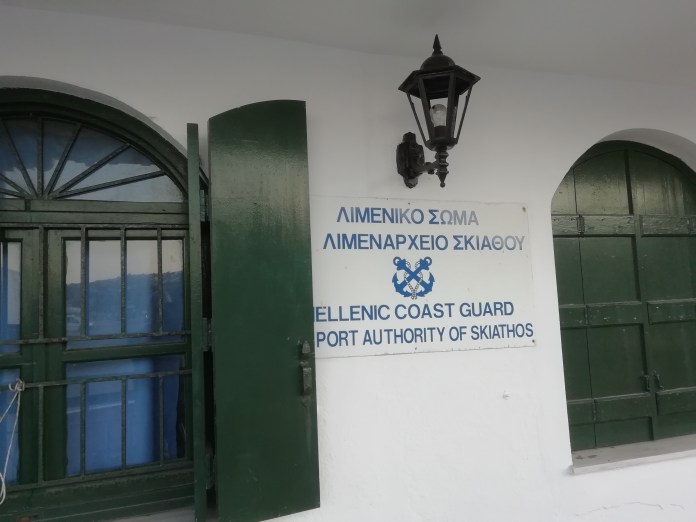 ΛΙΜΕΝΙΚΟ ΣΩΜΑ
ΛΙΜΕΝΑΡΧΕΙΟ ΣΚΙΑΘΟΥ
ELLENIC COAST GUARD
PORT AUTHORITY OF SKIATHOS